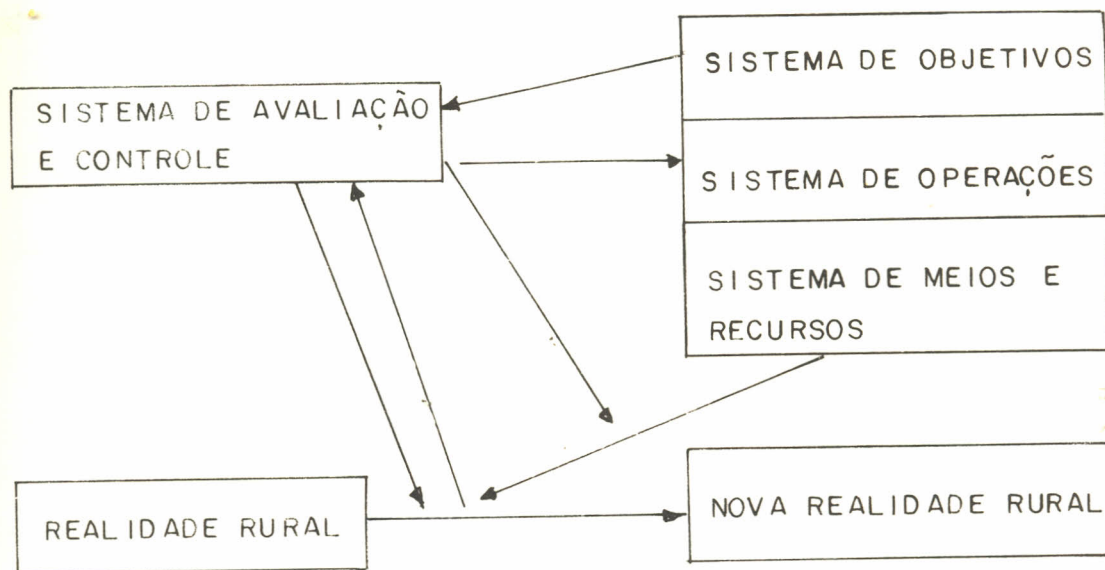 SISTEMA DE AVALIAÇÃO
E CONTROLE
SISTEMA DE OBJETIVOS
SISTEMA DE OPERAÇÕES
SISTEMA DE MEIOS E
RECURSOS
REALIDADE RURAL
NOVA REALIDADE RURAL